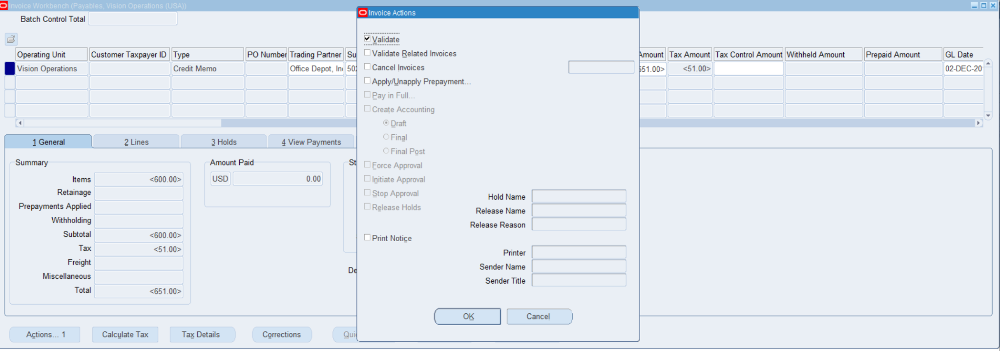 Invoice Workbench (Payables, Vision Operations (USA))
Invoice Actions
Batch Control Total
Validate
Validate Related Invoices
Cancel Invoices
Apply/Unapply Prepayment...
Pay in Full...
Create Accounting
Draft
Final
Final Post
Force Approval
Initiate Approval
Stop Approval
Release Holds
Hold Name
Release Name
Release Reason
Print Notice
Printer
Sender Name
Sender Title
OK
Cancel
Operating Unit Customer Taxpayer ID Type PO Number Trading Partner Su Amount Tax Amount Tax Control Amount Withheld Amount Prepaid Amount GL Date
Vision Operations Credit Memo Office Depot, In 502 651.00> <51.00> 02-DEC-20
1 General 2 Lines 3 Holds 4 View Payments
Summary
Items <600.00>
Retainage
Prepayments Applied
Withholding
Subtotal <600.00>
Tax <51.00>
Freight
Miscellaneous
Total <651.00>
Amount Paid
USD 0.00
St
De
Actions... 1 Calculate Tax Tax Details Corrections Qui